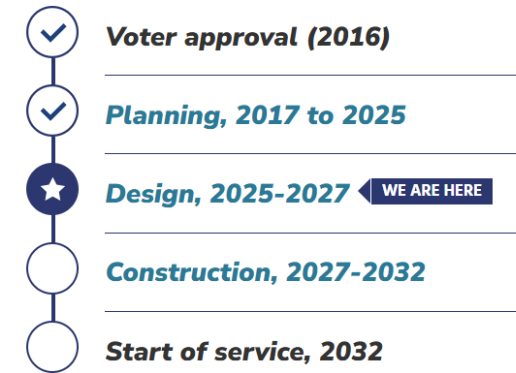 Voter approval (2016)
Planning, 2017 to 2025
Design, 2025-2027 WE ARE HERE
Construction, 2027-2032
Start of service, 2032